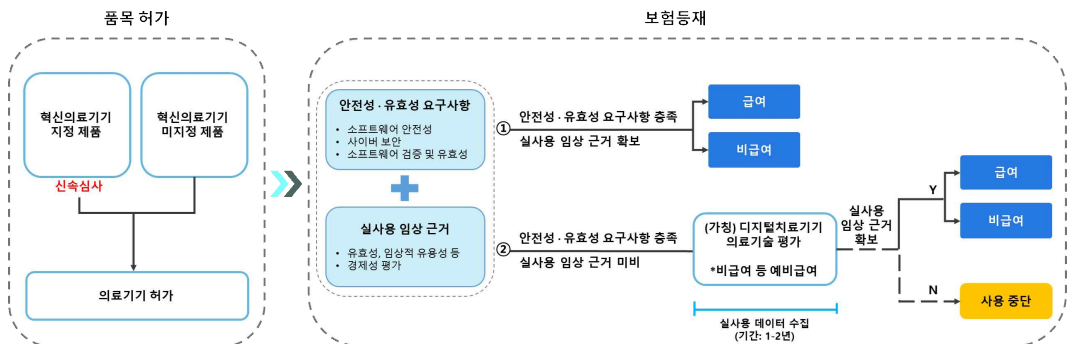 품목 허가
보험등재
혁신의료기기
지정 제품
혁신의료기기
미지정 제품
신속심사
의료기기 허가
안전성 · 유효성 요구사항
• 소프트웨어 안전성
• 사이버 보안
• 소프트웨어 검증 및 유효성
실사용 임상 근거
• 유효성, 임상적 유용성 등
• 경제성 평가
①
안전성 · 유효성 요구사항 충족
실사용 임상 근거 확보
급여
비급여
②
안전성 · 유효성 요구사항 충족
실사용 임상 근거 미비
(가칭) 디지털치료기기
의료기술 평가
*비급여 등 예비급여
실사용 데이터 수집
(기간: 1-2년)
실사용
임상 근거
확보
Y
급여
비급여
N
사용 중단